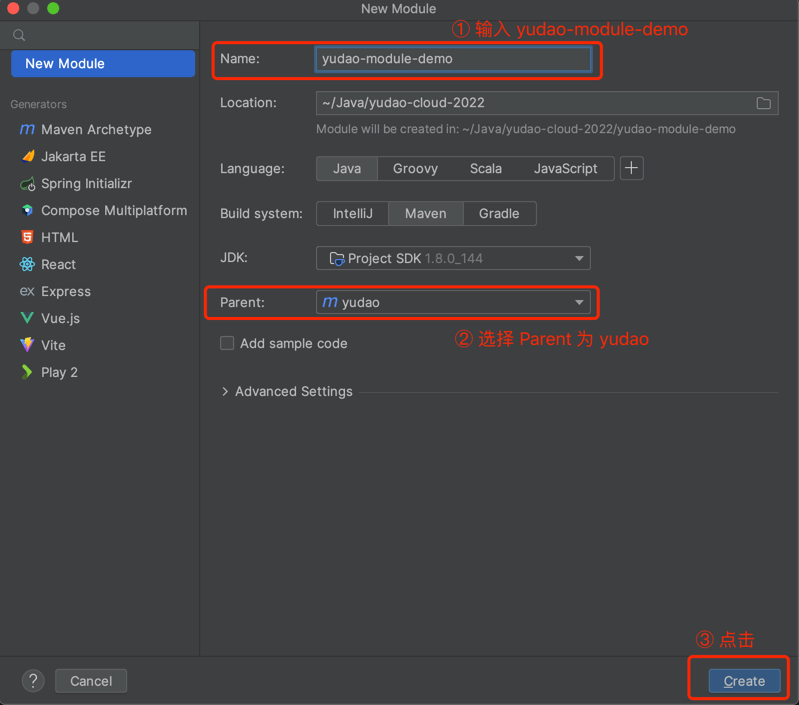 New Module
① 输入 yudao-module-demo
New Module
Name: yudao-module-demo
Generators
Location: ~/Java/yudao-cloud-2022
Module will be created in: ~/Java/yudao-cloud-2022/yudao-module-demo
Maven Archetype
Jakarta EE
Spring Initializr
Compose Multiplatform
HTML
React
Express
Vue.js
Vite
Play 2
Language: Java Groovy Scala JavaScript
Build system: IntelliJ Maven Gradle
JDK: Project SDK 1.8.0_144
Parent: yudao
② 选择 Parent 为 yudao
Add sample code
Advanced Settings
③ 点击
? Cancel Create